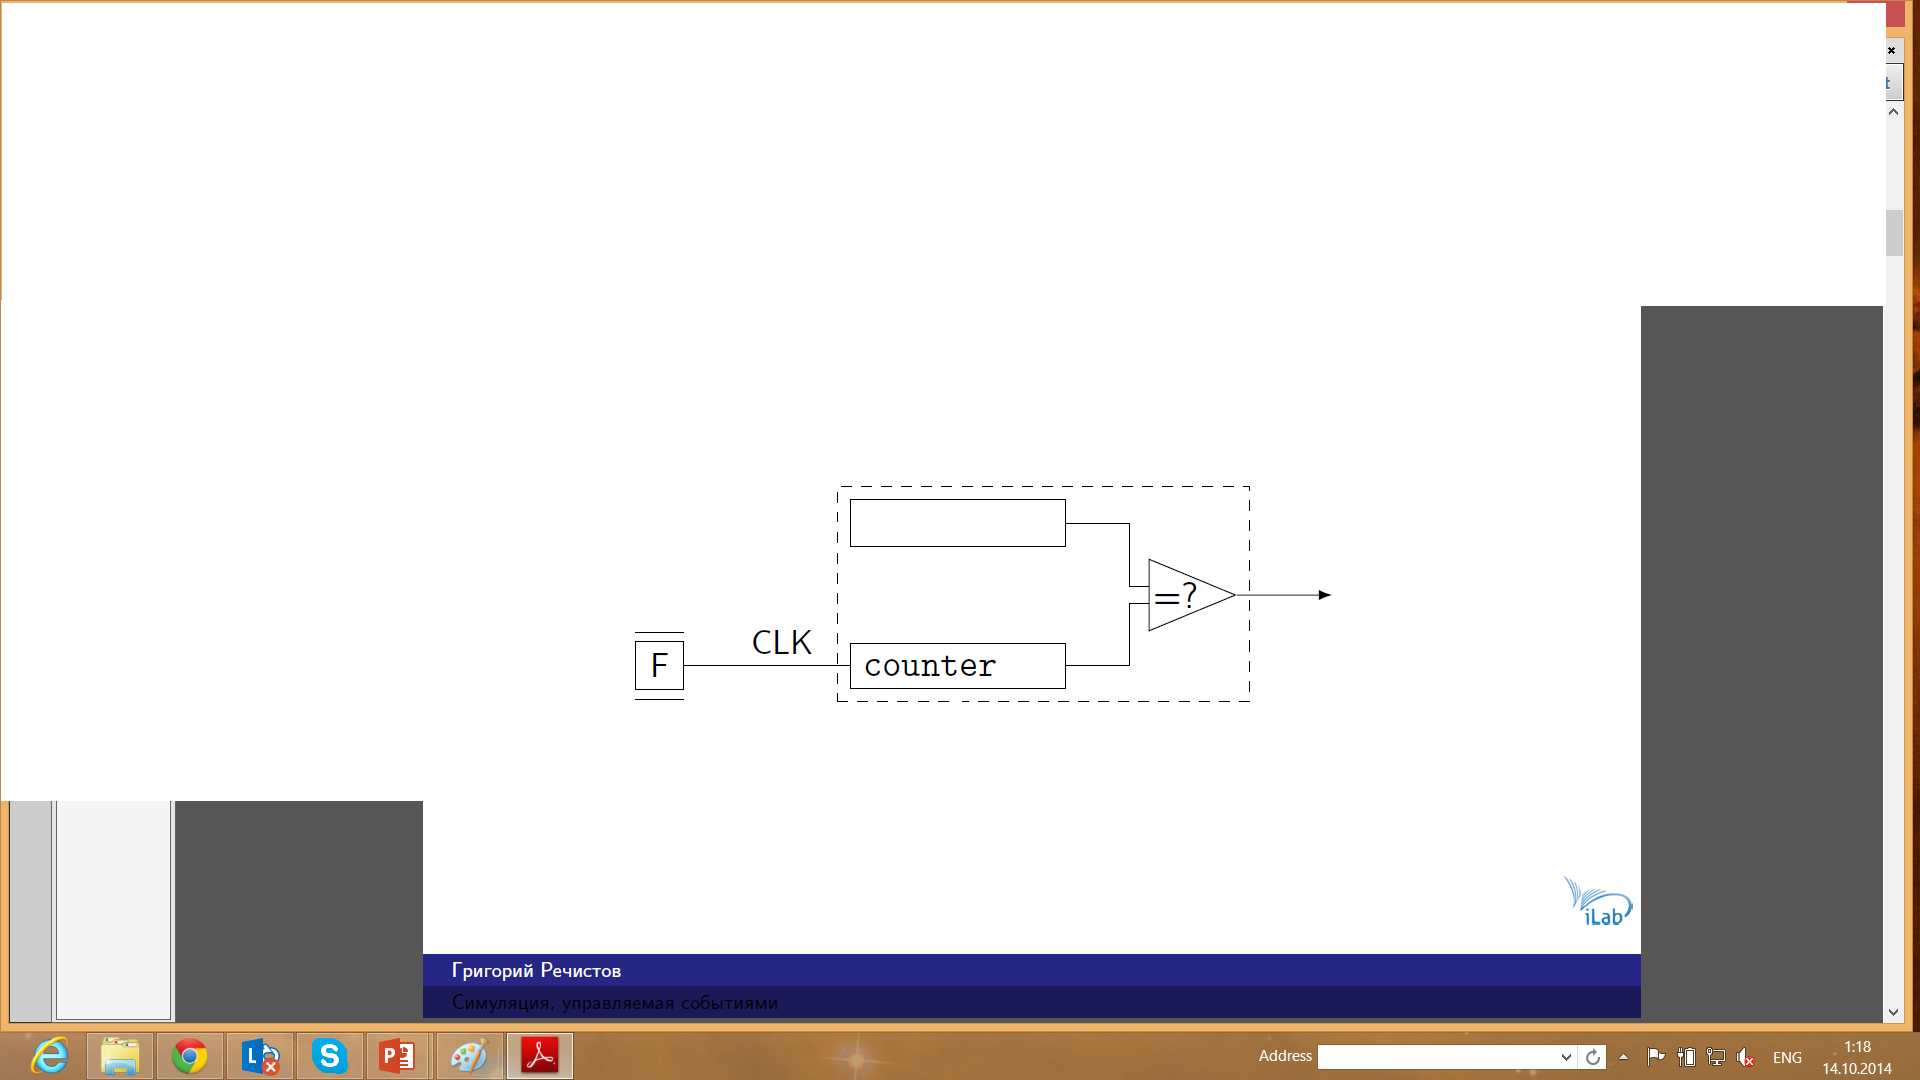 t
=?
CLK
F
counter
iLab
Григорий Речистов
Симуляция, управляемая событиями
Address
ENG
1:18
14.10.2014